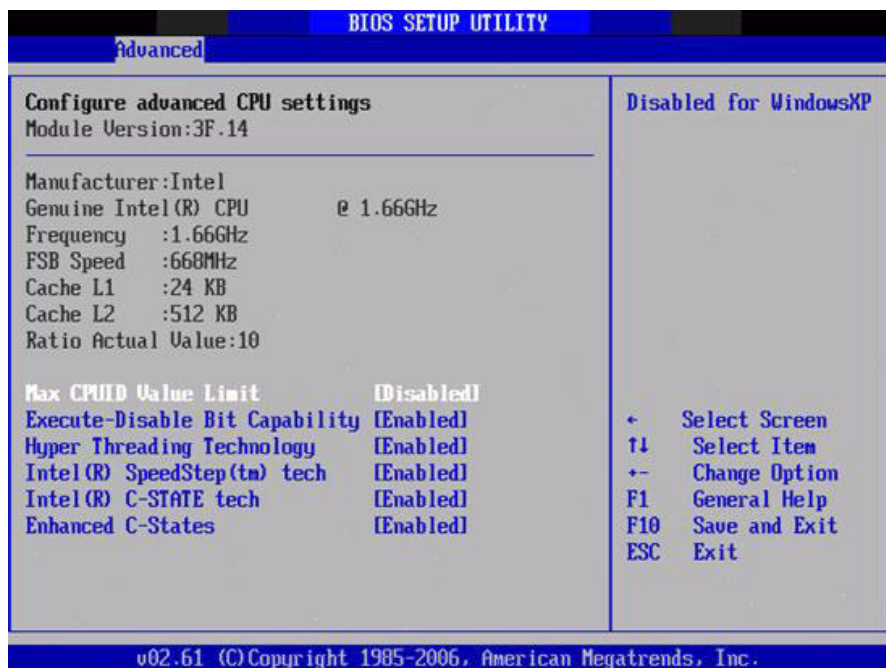 BIOS SETUP UTILITY
Advanced
Configure advanced CPU settings
Module Version:3F.14
Manufacturer:Intel
Genuine Intel(R) CPU @ 1.66GHz
Frequency :1.66GHz
FSB Speed :668MHz
Cache L1 :24 KB
Cache L2 :512 KB
Ratio Actual Value:10
Max CPUID Value Limit [Disabled]
Execute-Disable Bit Capability [Enabled]
Hyper Threading Technology [Enabled]
Intel(R) SpeedStep(tm) tech [Enabled]
Intel(R) C-STATE tech [Enabled]
Enhanced C-States [Enabled]
Disabled for WindowsXP
← Select Screen
↑↓ Select Item
+- Change Option
F1 General Help
F10 Save and Exit
ESC Exit
v02.61 (C)Copyright 1985-2006, American Megatrends, Inc.